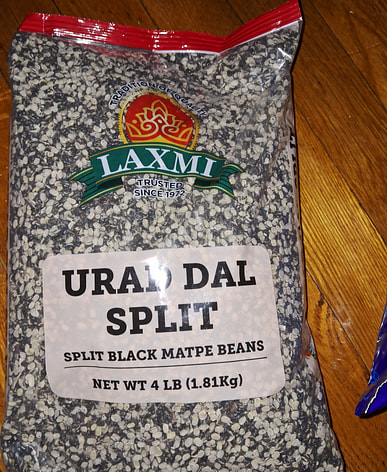 TRADITIONAL QUALITY
LAXMI
TRUSTED
SINCE 1972
URAD DAL
SPLIT
SPLIT BLACK MATPE BEANS
NET WT 4 LB (1.81Kg)